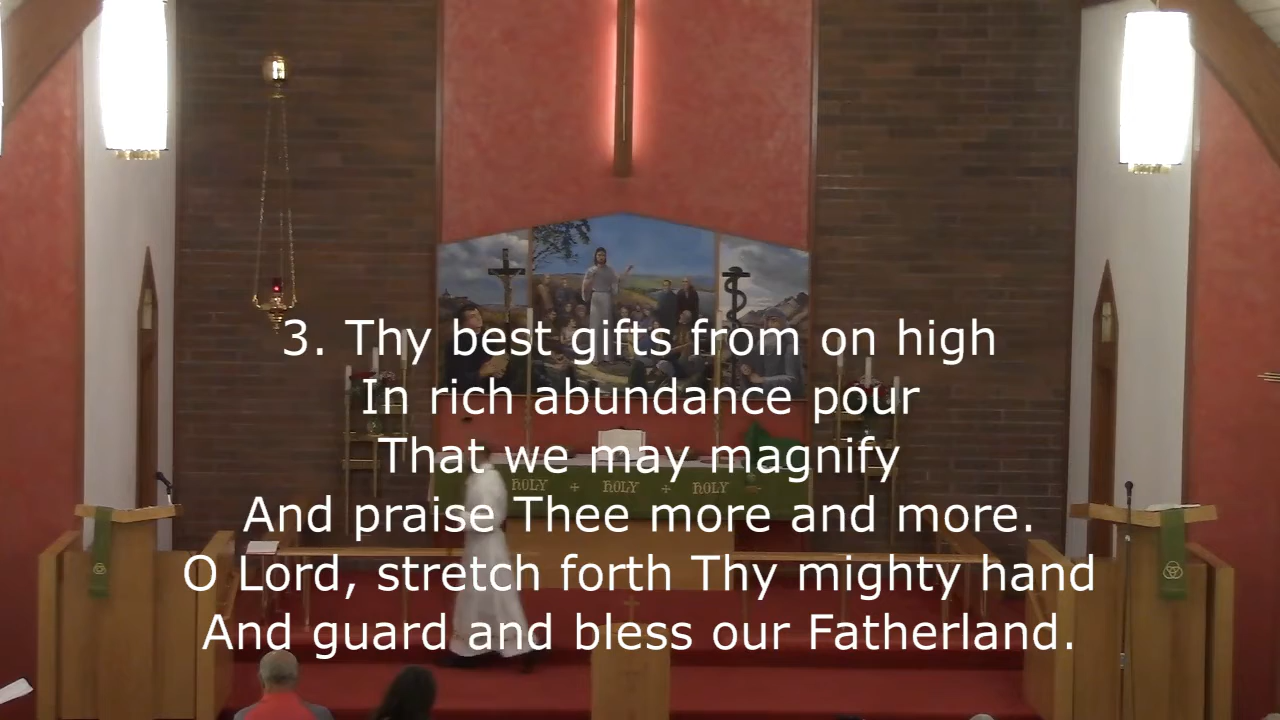 3. Thy best gifts from on high
In rich abundance pour
That we may magnify
HOLY + HOLY + HOLY
And praise Thee more and more.
O Lord, stretch forth Thy mighty hand
And guard and bless our Fatherland.